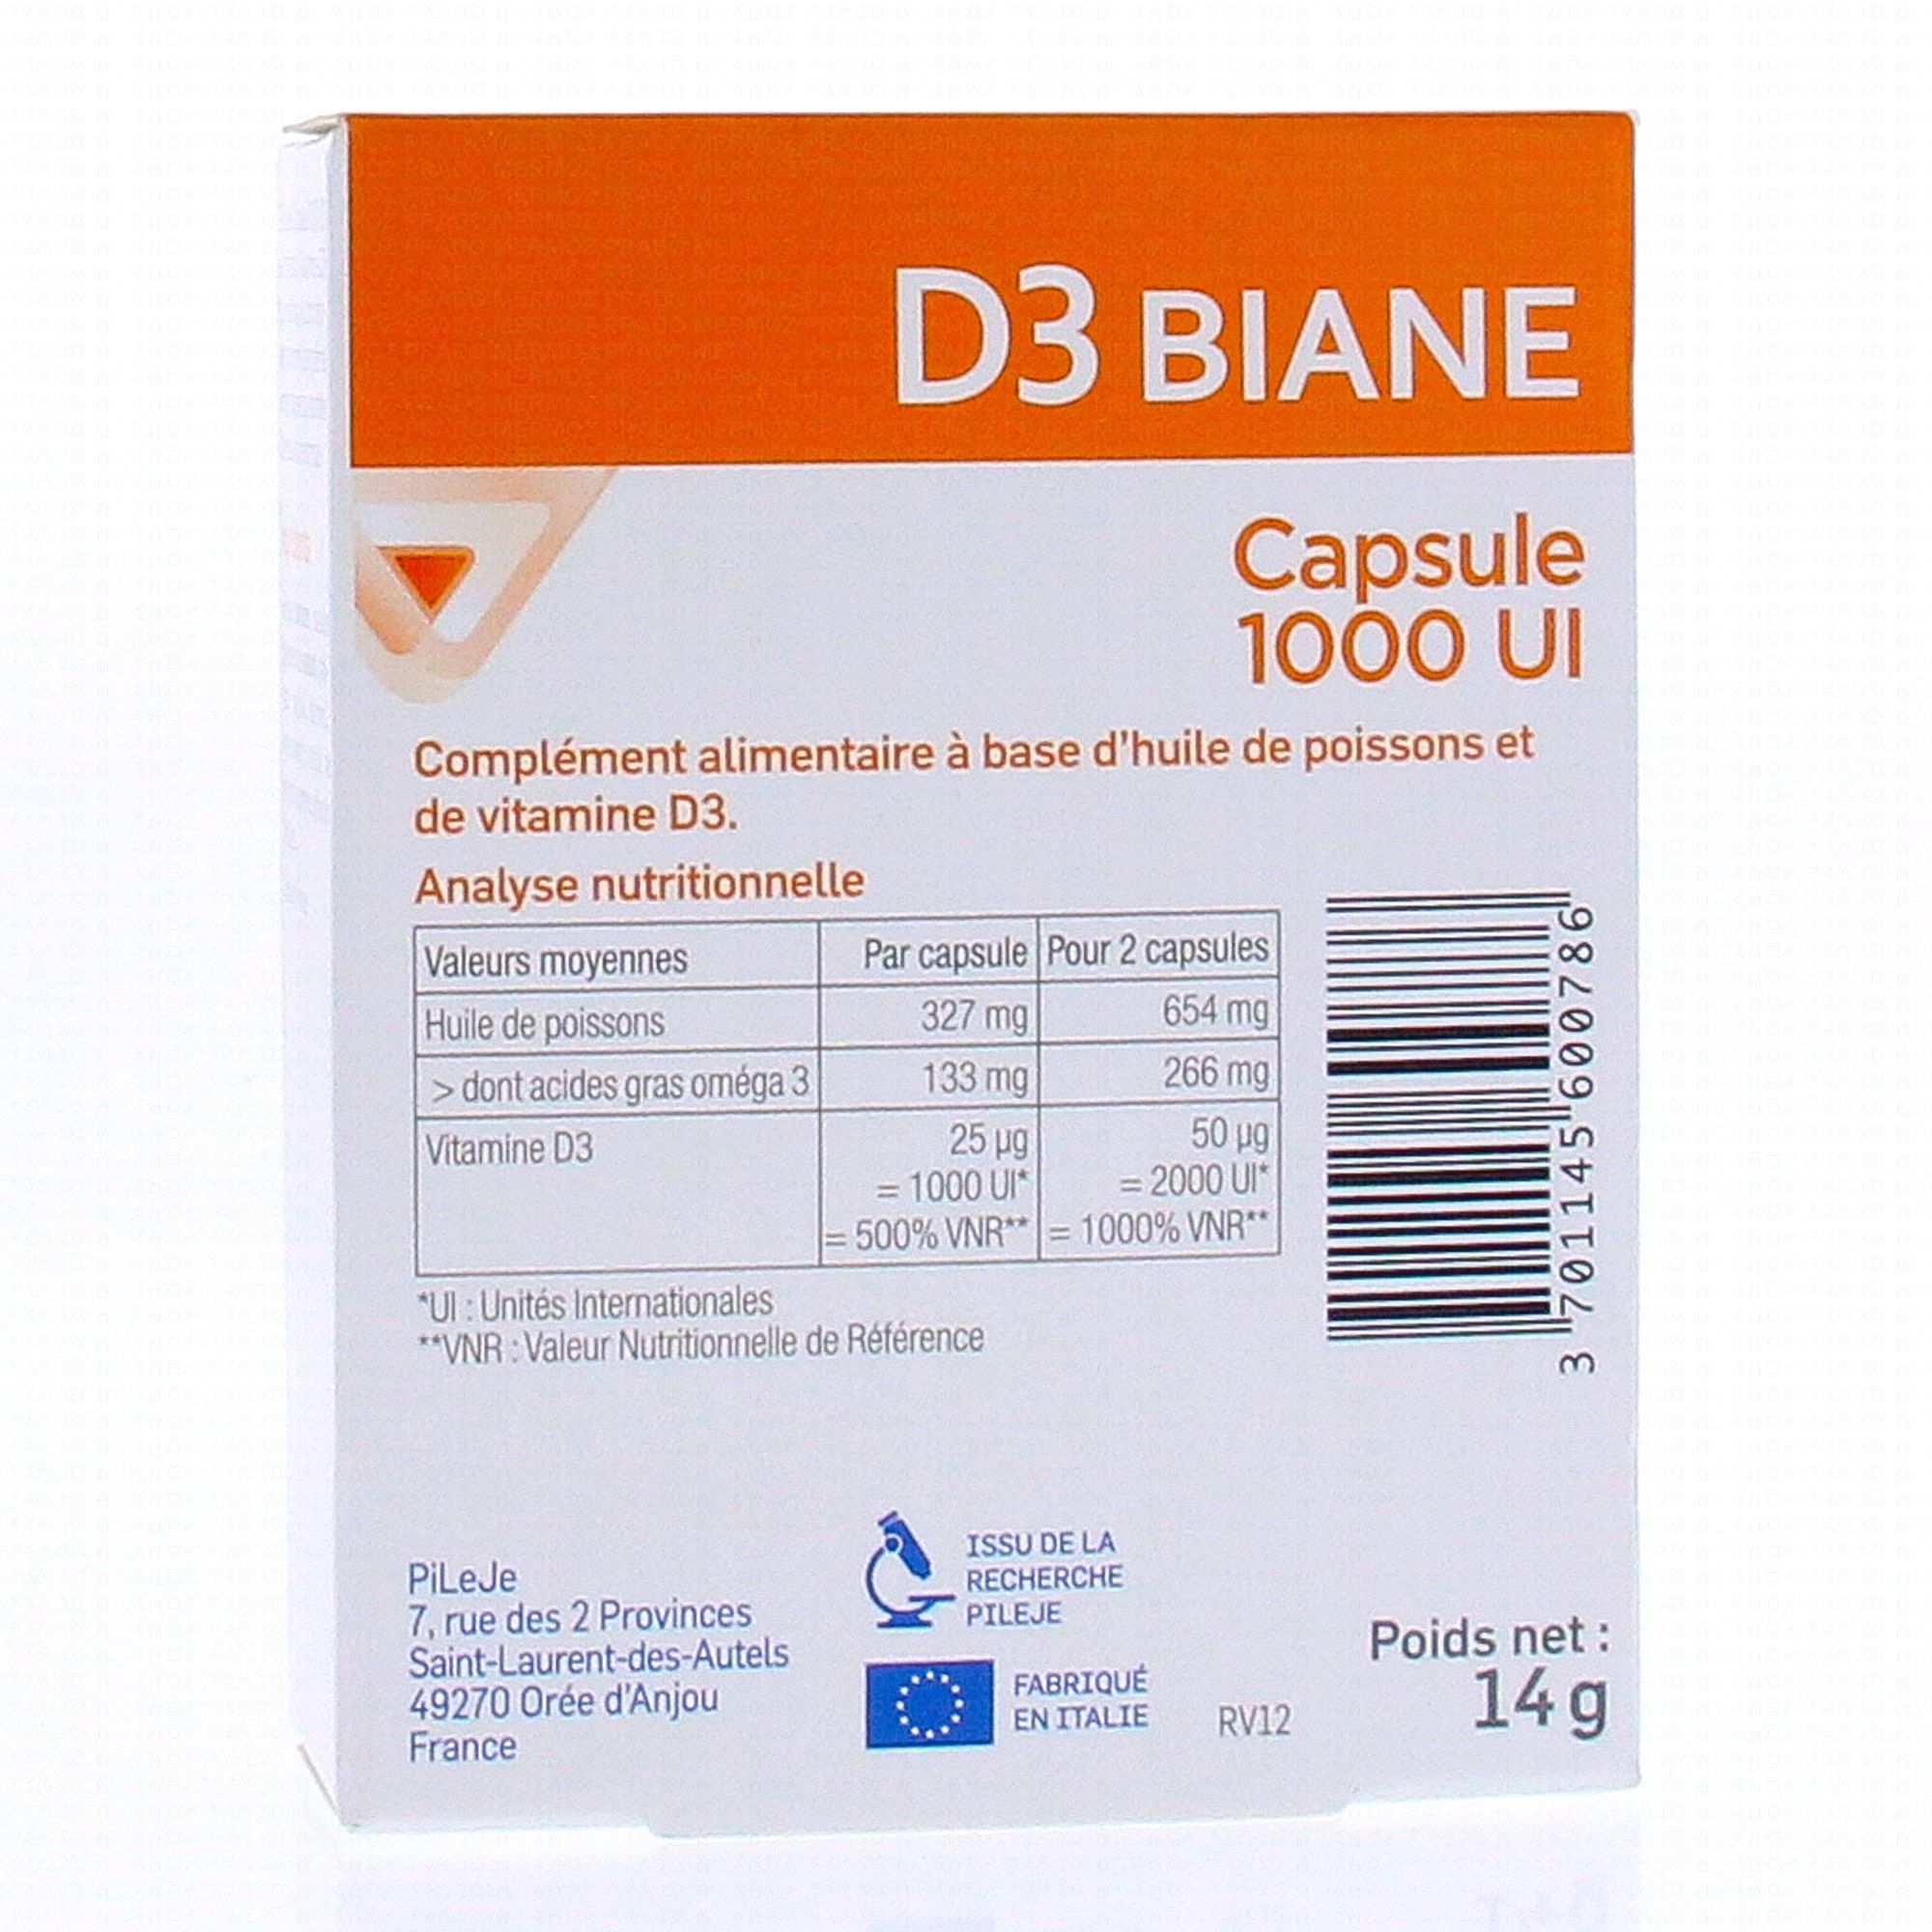 D3 BIANE
Capsule
1000 UI
Complément alimentaire à base d'huile de poissons et
de vitamine D3.
Analyse nutritionnelle
Valeurs moyennes Par capsule Pour 2 capsules
Huile de poissons 327 mg 654 mg
> dont acides gras oméga 3 133 mg 266 mg
Vitamine D3 25 µg 50 µg
= 1000 UI* = 2000 UI*
= 500% VNR** = 1000% VNR**
*UI : Unités Internationales
**VNR : Valeur Nutritionnelle de Référence
3 701145 600786
PiLeJe
7, rue des 2 Provinces
Saint-Laurent-des-Autels
49270 Orée d'Anjou
France
ISSU DE LA
RECHERCHE
PILEJE
FABRIQUÉ
EN ITALIE
RV12
Poids net :
14 g